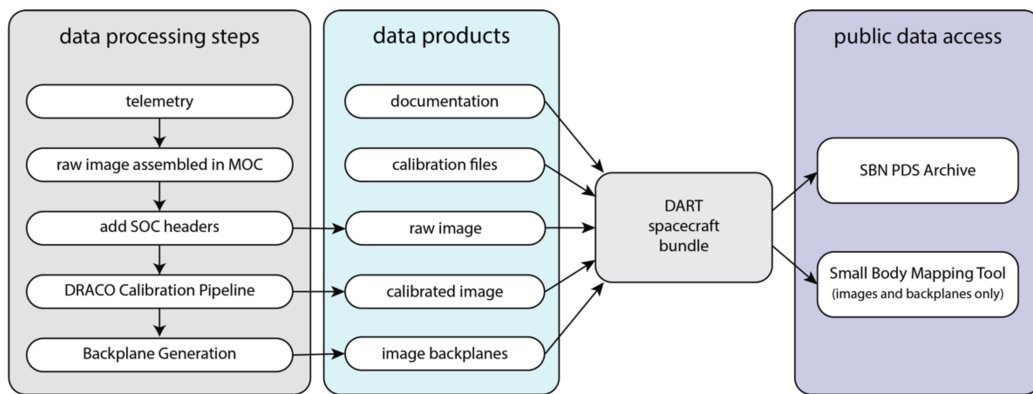 data processing steps
telemetry
raw image assembled in MOC
add SOC headers
DRACO Calibration Pipeline
Backplane Generation
data products
documentation
calibration files
raw image
calibrated image
image backplanes
DART
spacecraft
bundle
public data access
SBN PDS Archive
Small Body Mapping Tool
(images and backplanes only)